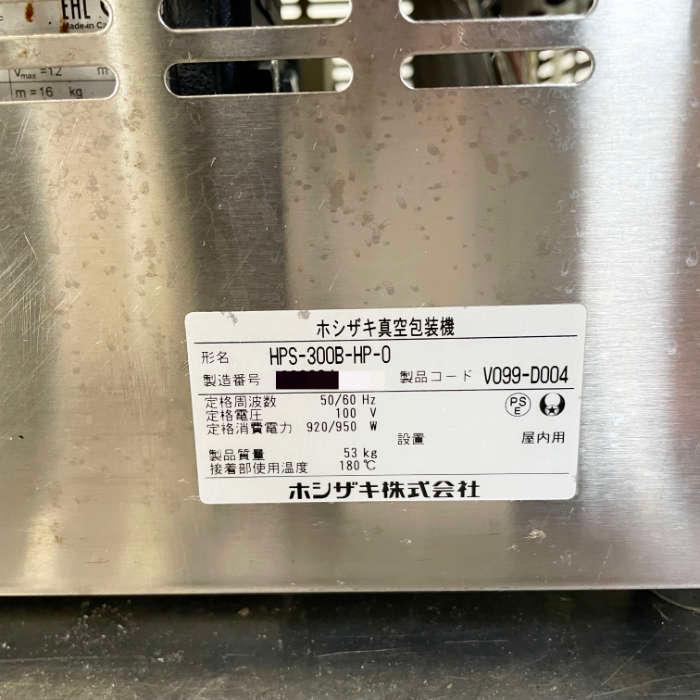 EHL
Made in
Vmax =12 m
m = 16 kg
ホシザキ真空包装機
形名 HPS-300B-HP-0
製造番号 製品コード V099-D004
定格周波数 50/60 Hz
定格電圧 100 V
定格消費電力 920/950 W
PS
E
設置 屋内用
製品質量 53 kg
接着部使用温度 180℃
ホシザキ株式会社